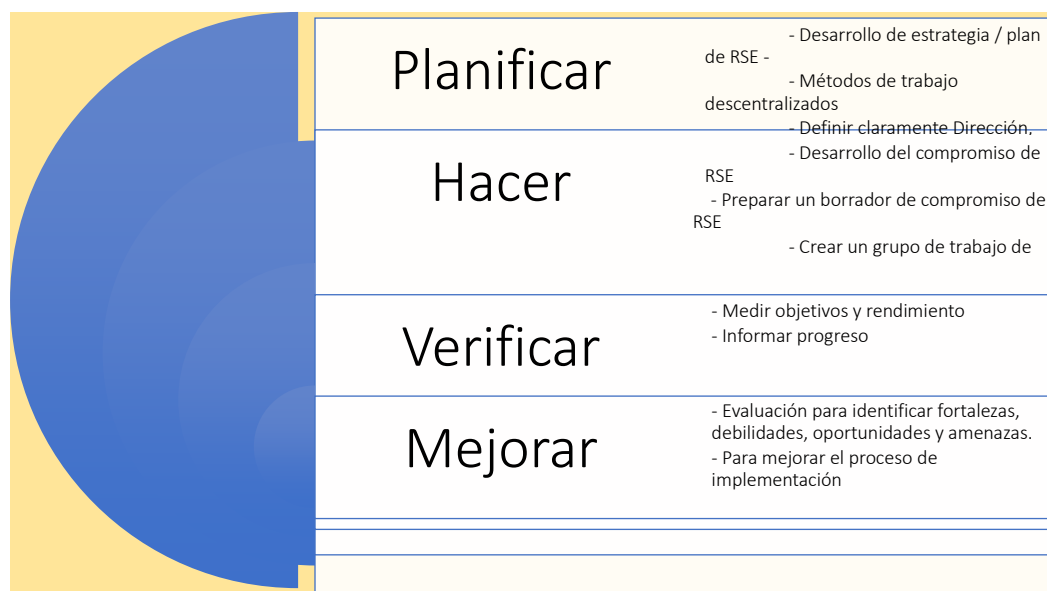 Planificar
- Desarrollo de estrategia / plan
de RSE -
- Métodos de trabajo
descentralizados
- Definir claramente Dirección,
Hacer
- Desarrollo del compromiso de
RSE
- Preparar un borrador de compromiso de
RSE
- Crear un grupo de trabajo de
Verificar
- Medir objetivos y rendimiento
- Informar progreso
Mejorar
- Evaluación para identificar fortalezas,
debilidades, oportunidades y amenazas.
- Para mejorar el proceso de
implementación